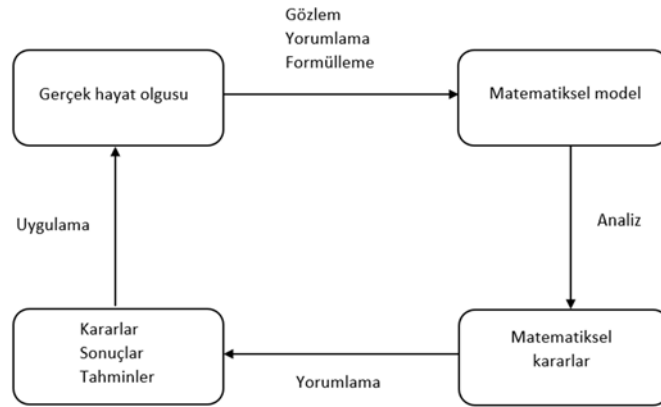 Gözlem
Yorumlama
Formülleme
Gerçek hayat olgusu
Matematiksel model
Uygulama
Analiz
Kararlar
Sonuçlar
Tahminler
Matematiksel
kararlar
Yorumlama